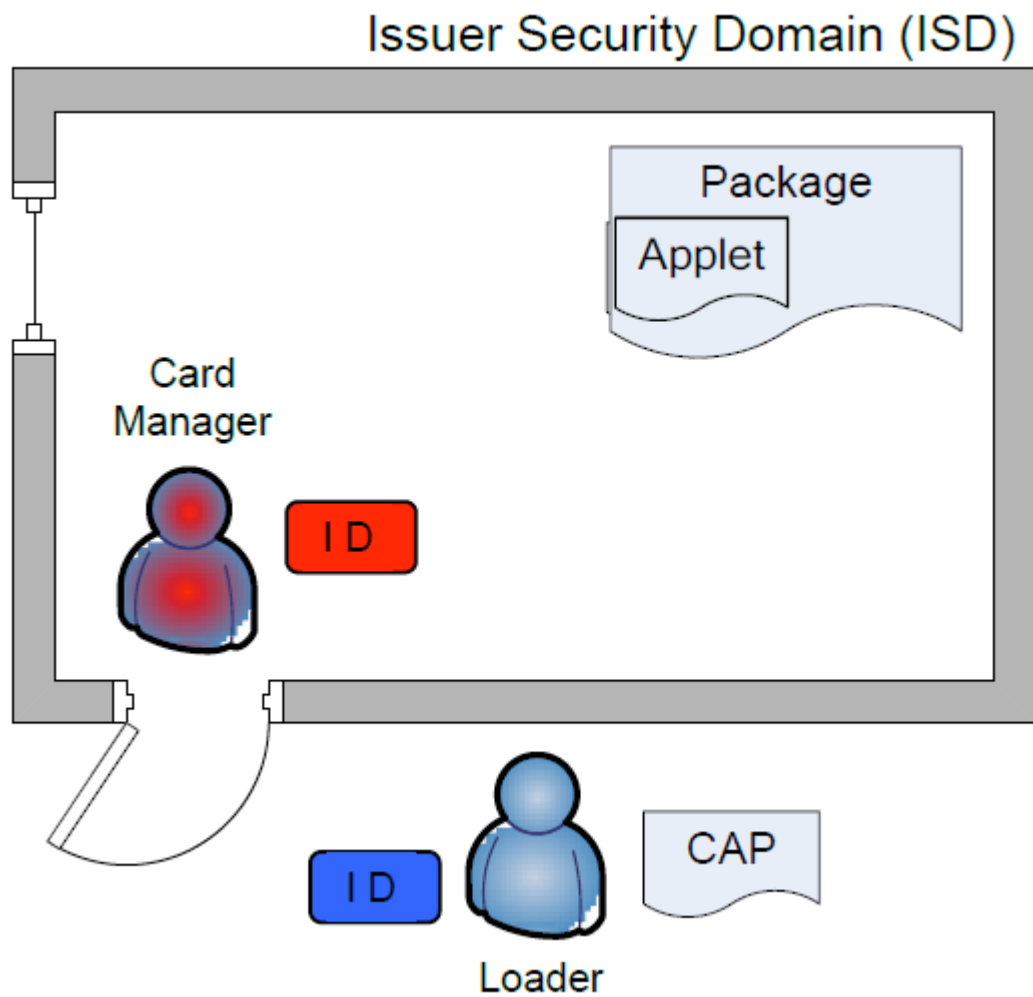 Issuer Security Domain (ISD)
Package
Applet
Card
Manager
I D
I D
CAP
Loader